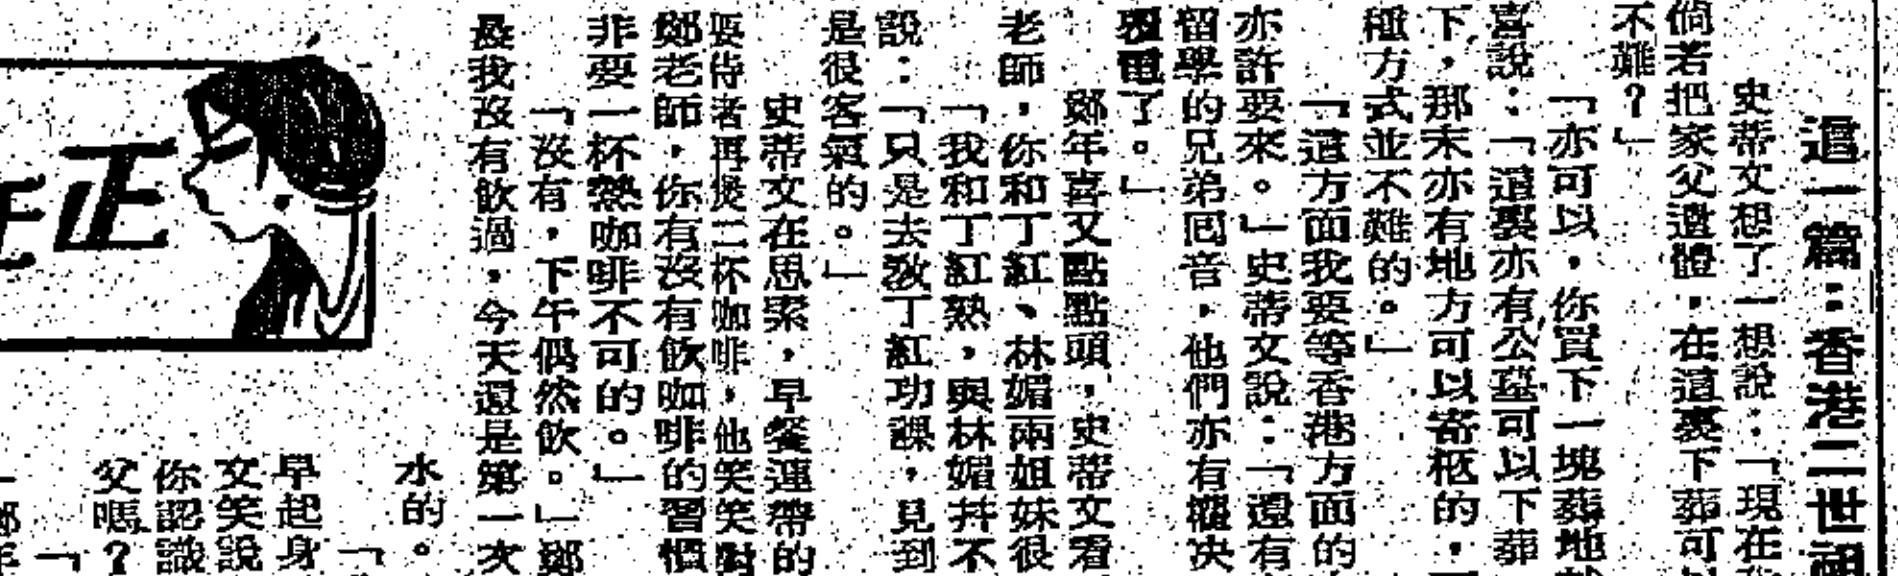 這一篇：香港二世祖
史蒂文想了一想說：「現在我
倘若把家父遺體，在這裏下葬可
不難？」
「亦可以，你買下一塊葬地
喜說：「這裏亦有公墓可以下葬
下，那末亦有地方可以寄柩的，
種方式並不難的。」
「這方面我要等香港方面的
亦許要來。」史蒂文說：「還有
留學的兄弟囘音，他們亦有權决
覆電了。」
鄭年喜又點點頭，史蒂文看
老師，你和丁紅、林媚兩姐妹很
「我和丁紅熟，與林媚幷不
說：「只是去敎丁紅功課，見到
是很客氣的。」
史蒂文在思索，早餐連帶的
要侍者再煲二杯咖啡，他笑笑對
鄭老師，你有沒有飲咖啡的習慣
非要一杯熱咖啡不可的。」
「沒有，下午偶然飲。」鄭
最我沒有飲過，今天還是第一次
正
水的。
「
早起身
文笑說
你認識
父嗎？
「
鄭年